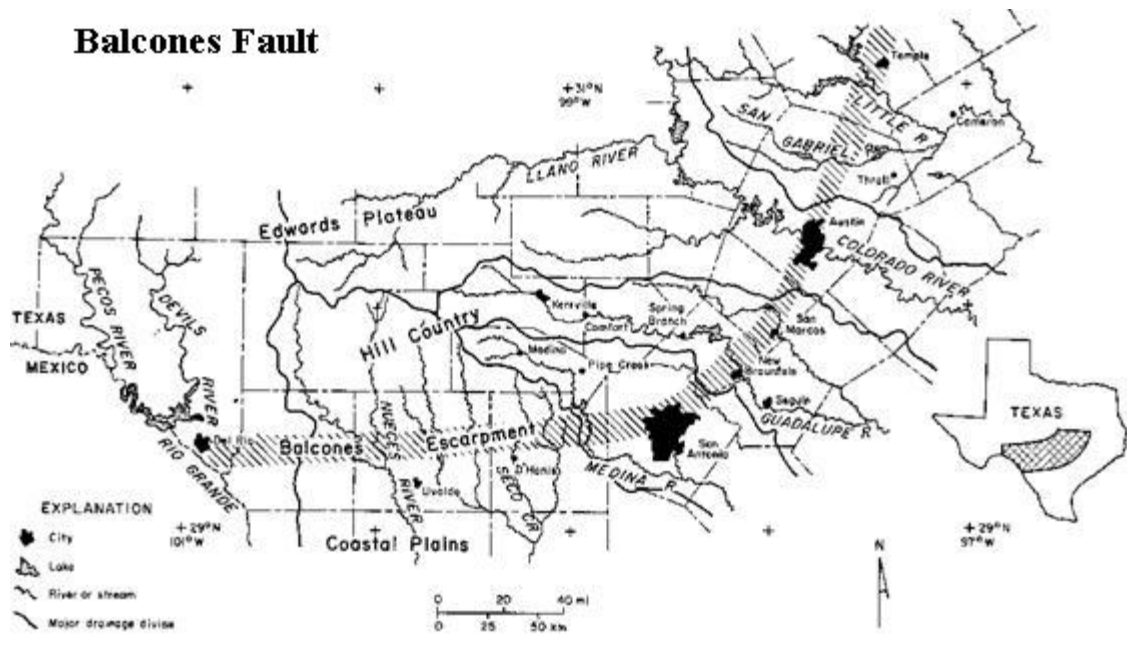 Balcones Fault
Temple
+31°N
99°W
SAN
GABRIEL
LITTLE R.
Cameron
Thrall
LLANO RIVER
Edwards Plateau
Austin
COLORADO RIVER
PECOS RIVER
DEVILS
RIVER
TEXAS
MEXICO
Kerrville
Spring
Branch
Comfort
San
Marcos
Hill Country
Medina
Pipe Creek
New
Braunfels
Seguin
GUADALUPE R.
TEXAS
NUECES
RIVER
Del Rio
Balcones Escarpment
San
Antonio
RIO GRANDE
D'Hanis
Uvalde
MEDINA R.
CR
EXPLANATION
City
Lake
River or stream
Major drainage divide
+29°N
101°W
Coastal Plains
+29°N
97°W
N
0 20 40 mi
0 25 50 km